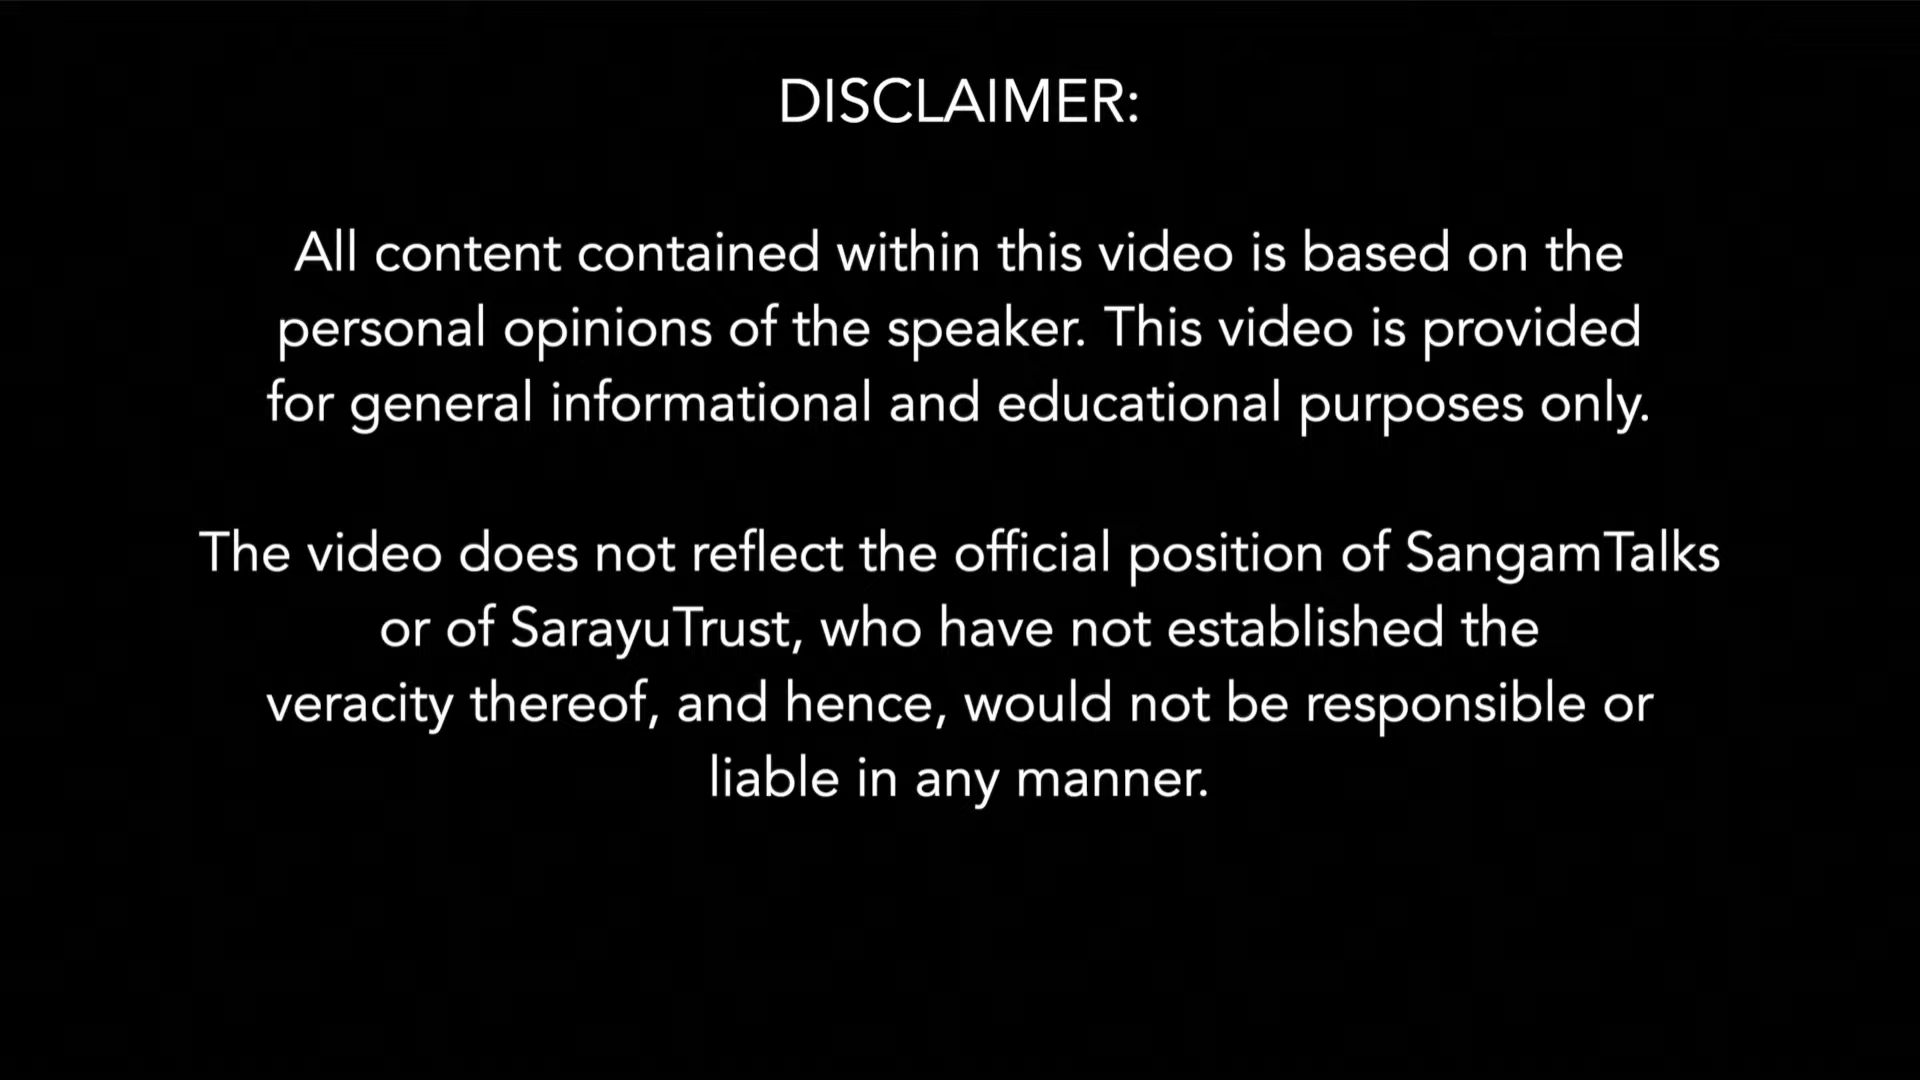 DISCLAIMER:
All content contained within this video is based on the
personal opinions of the speaker. This video is provided
for general informational and educational purposes only.
The video does not reflect the official position of SangamTalks
or of SarayuTrust, who have not established the
veracity thereof, and hence, would not be responsible or
liable in any manner.